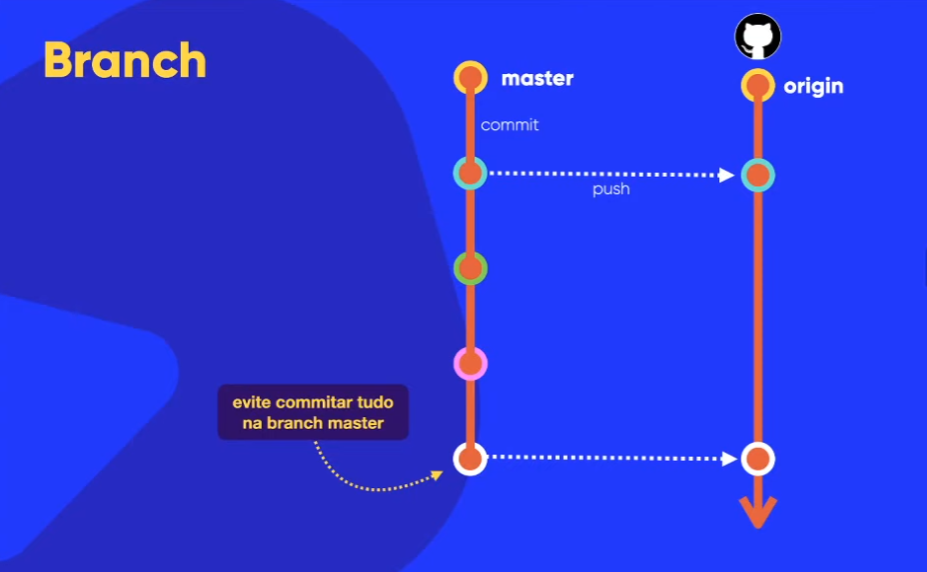 Branch
master
origin
commit
push
evite commitar tudo
na branch master